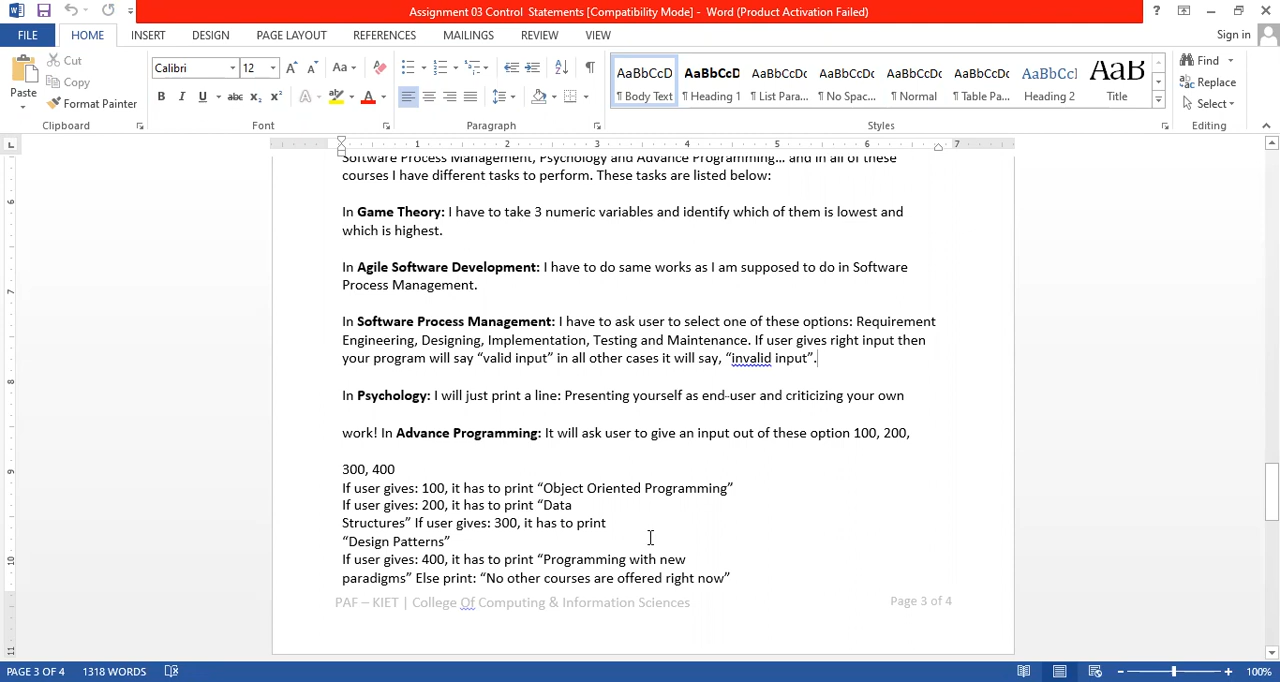 Assignment 03 Control Statements [Compatibility Mode] - Word (Product Activation Failed)
FILE HOME INSERT DESIGN PAGE LAYOUT REFERENCES MAILINGS REVIEW VIEW Sign in
Paste Cut Copy Format Painter
Calibri 12
AaBbCcD AaBbCcD AaBbCcDc AaBbCcDc AaBbCcDc AaBbCcDc AaBbCcI AaB
¶ Body Text ¶ Heading 1 ¶ List Para... ¶ No Spac... ¶ Normal ¶ Table Pa... Heading 2 Title
Find
Replace
Select
Clipboard Font Paragraph Styles Editing
Software Process Management, Psychology and Advance Programming... and in all of these
courses I have different tasks to perform. These tasks are listed below:
In Game Theory: I have to take 3 numeric variables and identify which of them is lowest and
which is highest.
In Agile Software Development: I have to do same works as I am supposed to do in Software
Process Management.
In Software Process Management: I have to ask user to select one of these options: Requirement
Engineering, Designing, Implementation, Testing and Maintenance. If user gives right input then
your program will say “valid input” in all other cases it will say, “invalid input”.
In Psychology: I will just print a line: Presenting yourself as end-user and criticizing your own
work! In Advance Programming: It will ask user to give an input out of these option 100, 200,
300, 400
If user gives: 100, it has to print “Object Oriented Programming”
If user gives: 200, it has to print “Data
Structures” If user gives: 300, it has to print
“Design Patterns”
If user gives: 400, it has to print “Programming with new
paradigms” Else print: “No other courses are offered right now”
PAF – KIET | College Of Computing & Information Sciences Page 3 of 4
PAGE 3 OF 4 1318 WORDS 100%